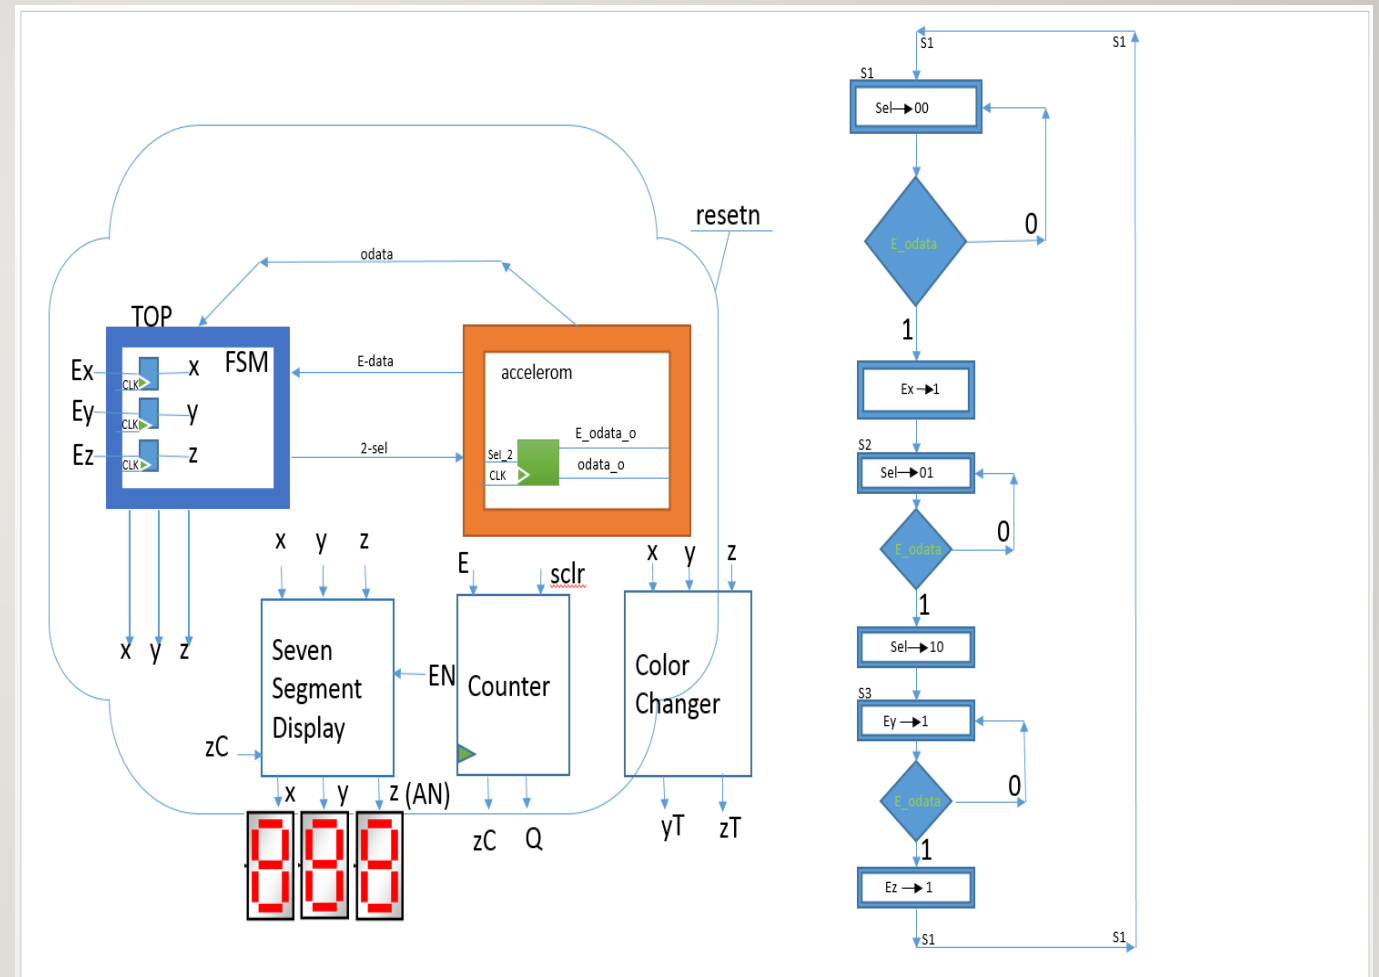 resetn
odata
TOP
FSM
Ex
CLK
x
Ey
CLK
y
Ez
CLK
z
E-data
2-sel
accelerom
Sel_2
CLK
E_odata_o
odata_o
x y z
x y z
Seven
Segment
Display
EN
zC
x y z (AN)
E
sclr
Counter
zC Q
x y z
Color
Changer
yT zT
S1
S1
S1
Sel→00
E_odata
0
1
Ex→1
S2
Sel→01
E_odata
0
1
Sel→10
S3
Ey→1
E_odata
0
1
Ez→1
S1
S1